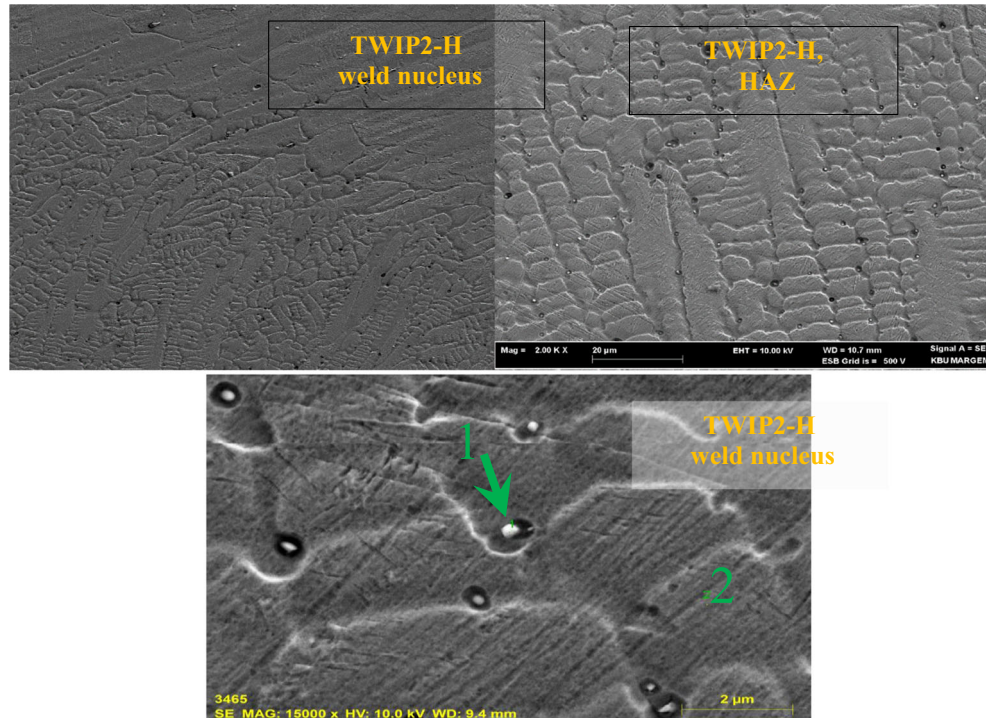 TWIP2-H
weld nucleus
TWIP2-H,
HAZ
Mag = 2.00 K X
20 µm
EHT = 10.00 kV
WD = 10.7 mm
Signal A = SE
ESB Grid is = 500 V
KBU MARGEM
TWIP2-H
weld nucleus
1
2
3465
SE MAG: 15000 x HV: 10.0 kV WD: 9.4 mm
2 µm